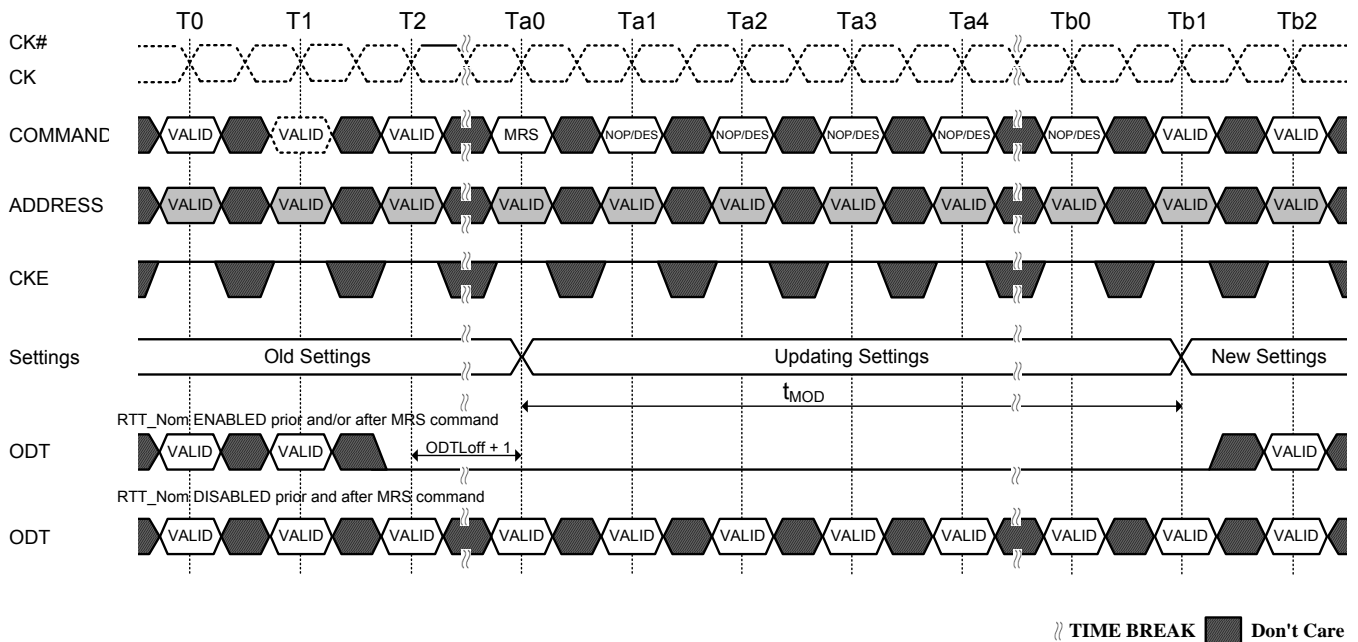 T0 T1 T2 Ta0 Ta1 Ta2 Ta3 Ta4 Tb0 Tb1 Tb2
CK#
CK
COMMAND VALID VALID VALID MRS NOP/DES NOP/DES NOP/DES NOP/DES NOP/DES VALID VALID
ADDRESS VALID VALID VALID VALID VALID VALID VALID VALID VALID VALID VALID
CKE
Settings Old Settings Updating Settings New Settings
tMOD
RTT_Nom ENABLED prior and/or after MRS command
ODT VALID VALID ODTLoff + 1 VALID
RTT_Nom DISABLED prior and after MRS command
ODT VALID VALID VALID VALID VALID VALID VALID VALID VALID VALID VALID
TIME BREAK Don't Care